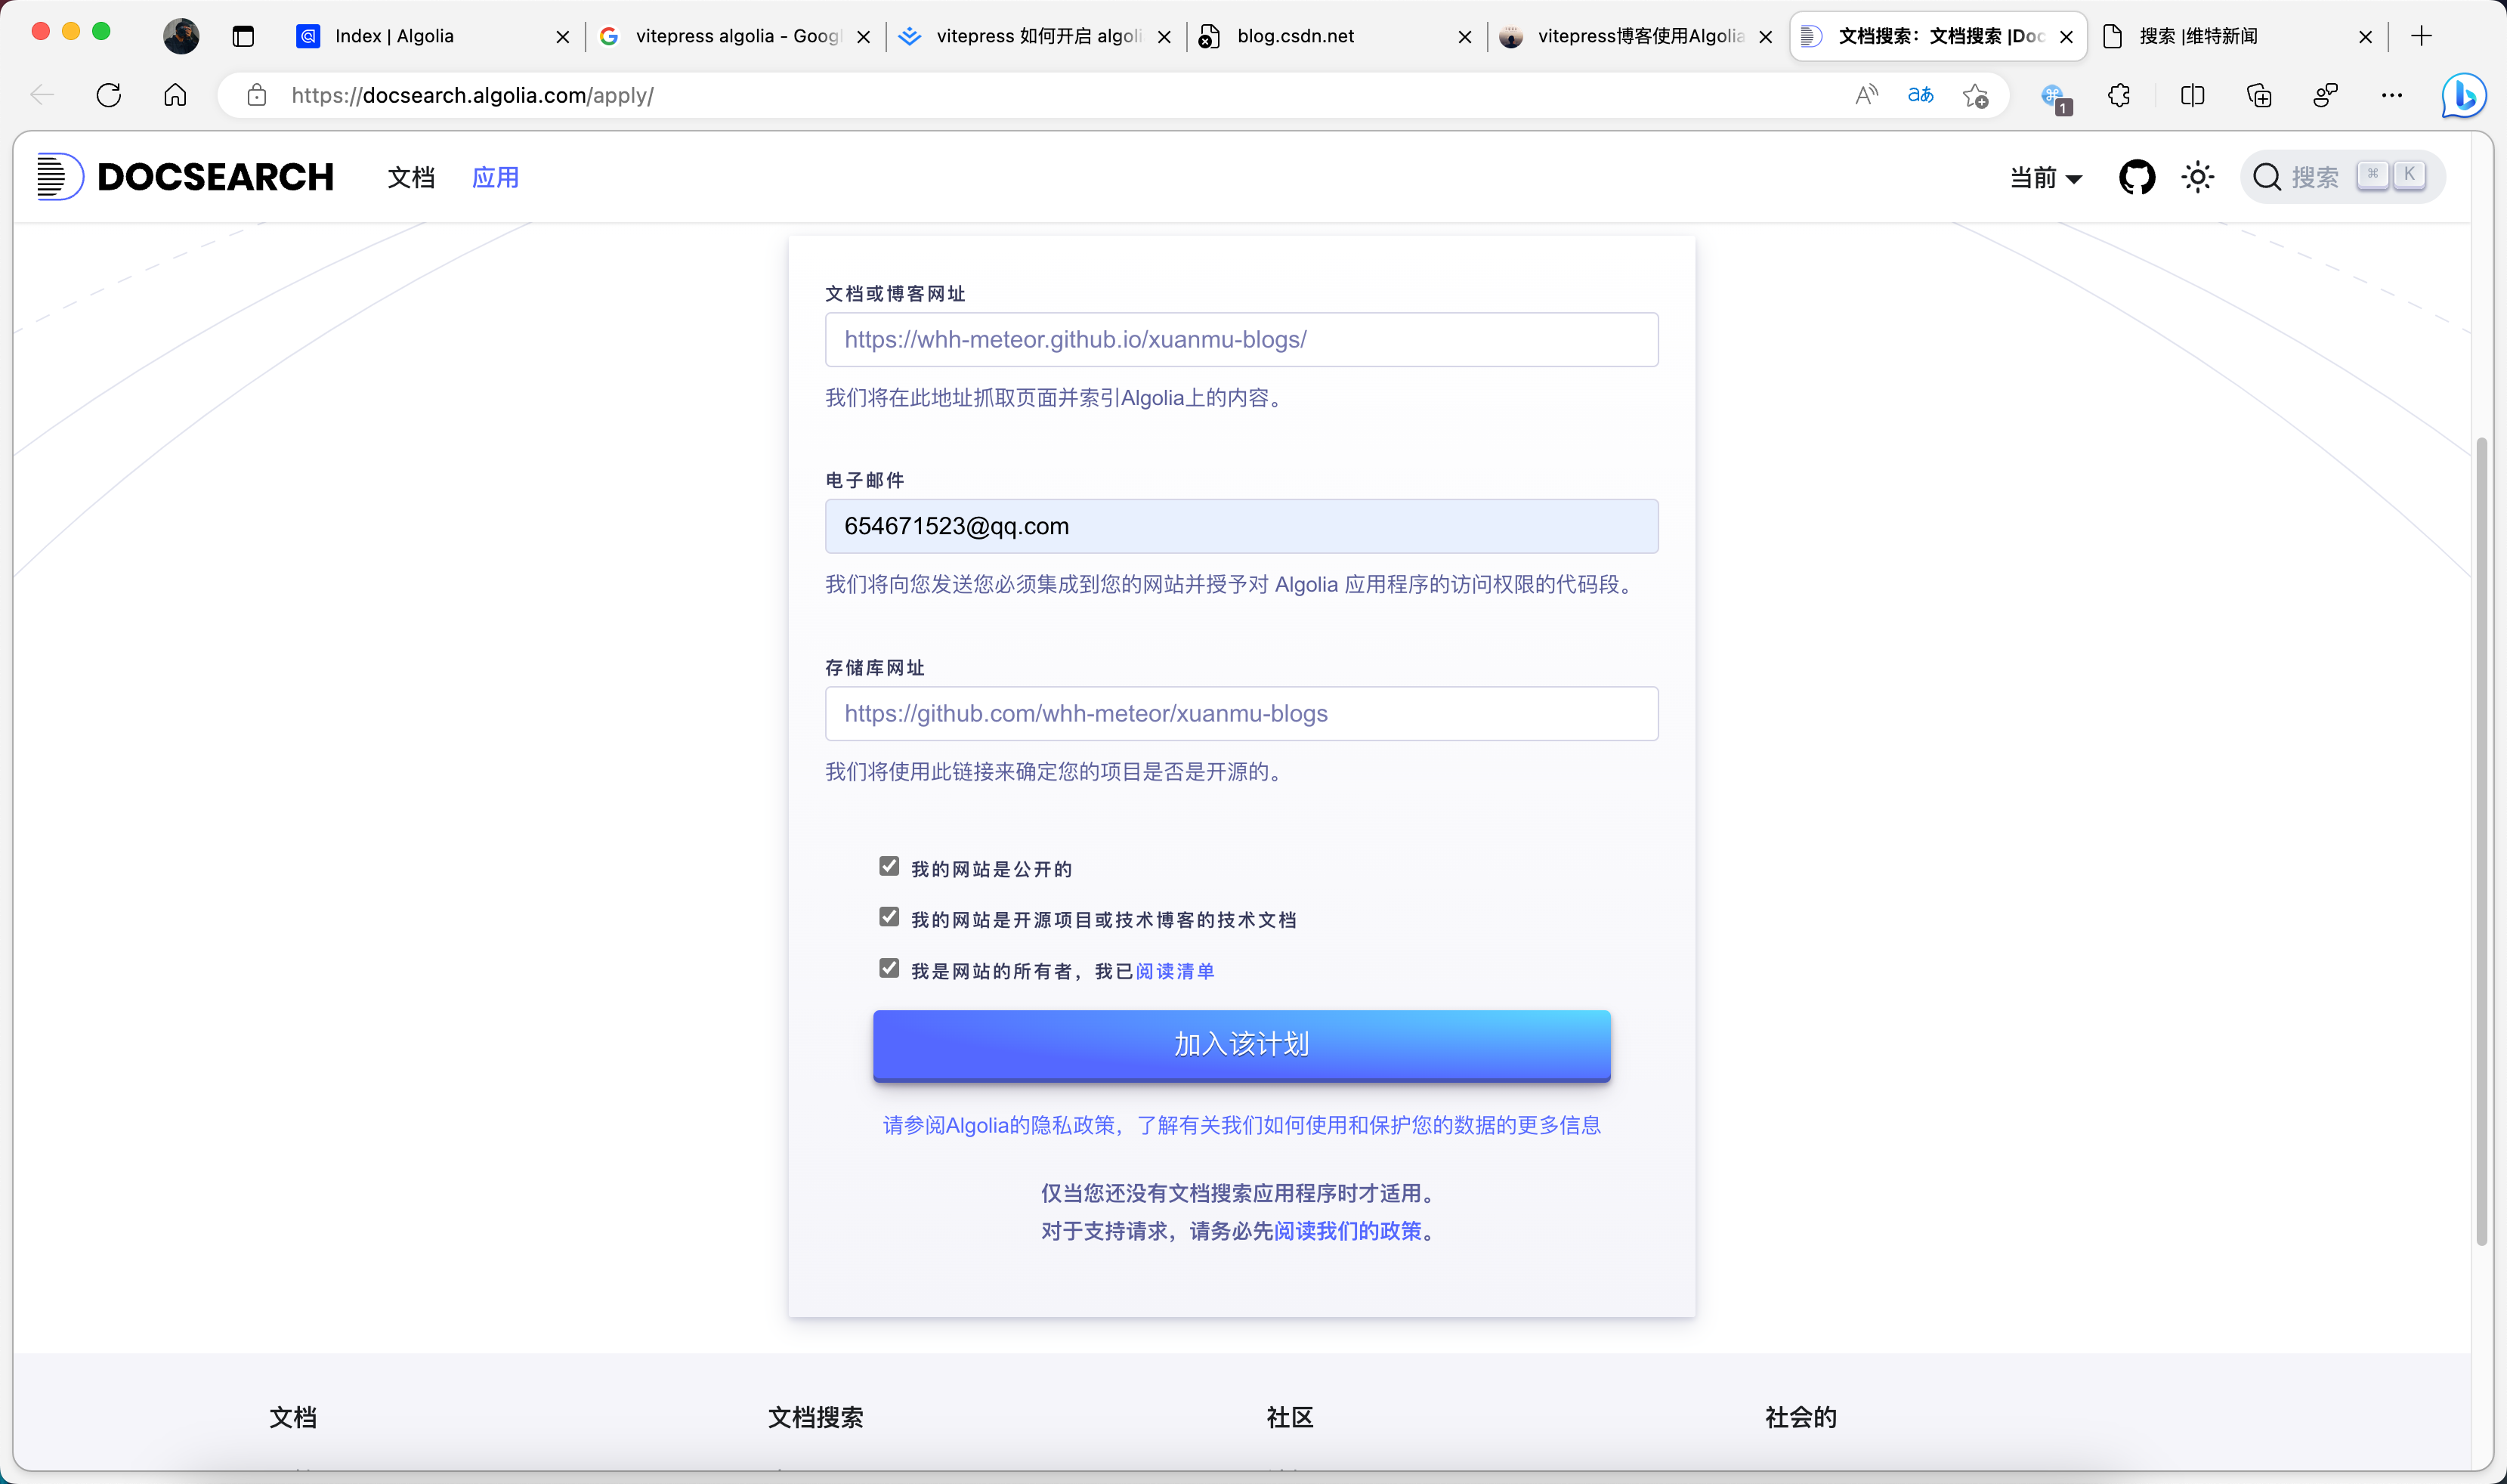 Index | Algolia
vitepress algolia - Googl
vitepress 如何开启 algoli
blog.csdn.net
vitepress博客使用Algolia
文档搜索：文档搜索 |Doc
搜索 |维特新闻
https://docsearch.algolia.com/apply/
1
DOCSEARCH
文档
应用
当前
搜索
⌘ K
文档或博客网址
https://whh-meteor.github.io/xuanmu-blogs/
我们将在此地址抓取页面并索引Algolia上的内容。
电子邮件
654671523@qq.com
我们将向您发送您必须集成到您的网站并授予对 Algolia 应用程序的访问权限的代码段。
存储库网址
https://github.com/whh-meteor/xuanmu-blogs
我们将使用此链接来确定您的项目是否是开源的。
我的网站是公开的
我的网站是开源项目或技术博客的技术文档
我是网站的所有者，我已阅读清单
加入该计划
请参阅Algolia的隐私政策，了解有关我们如何使用和保护您的数据的更多信息
仅当您还没有文档搜索应用程序时才适用。
对于支持请求，请务必先阅读我们的政策。
文档
文档搜索
社区
社会的